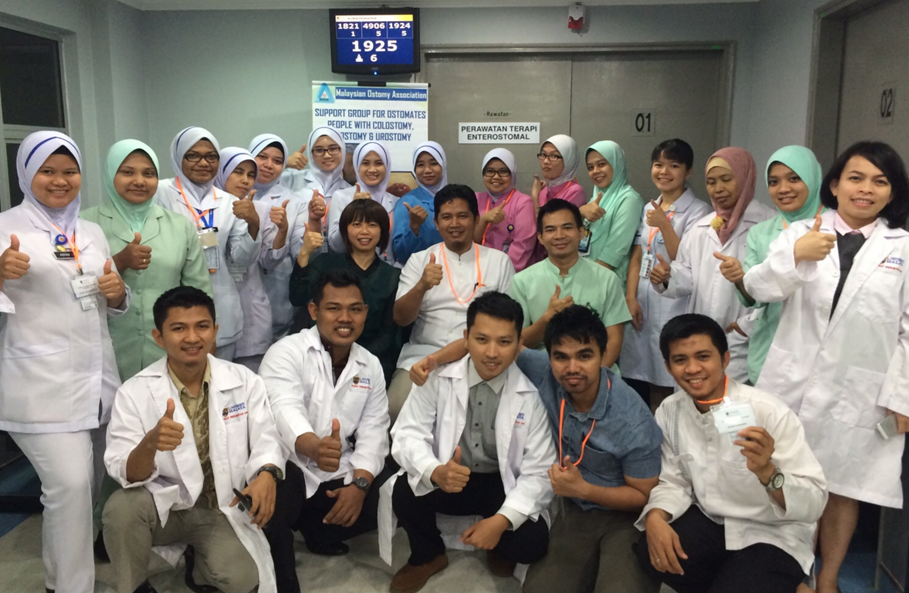 1821 4906 1924
1 5 5
1925
6
Malaysian Ostomy Association
SUPPORT GROUP FOR OSTOMATES
PEOPLE WITH COLOSTOMY,
& UROSTOMY
-Rawatan-
PERAWATAN TERAPI
ENTEROSTOMAL
01
02